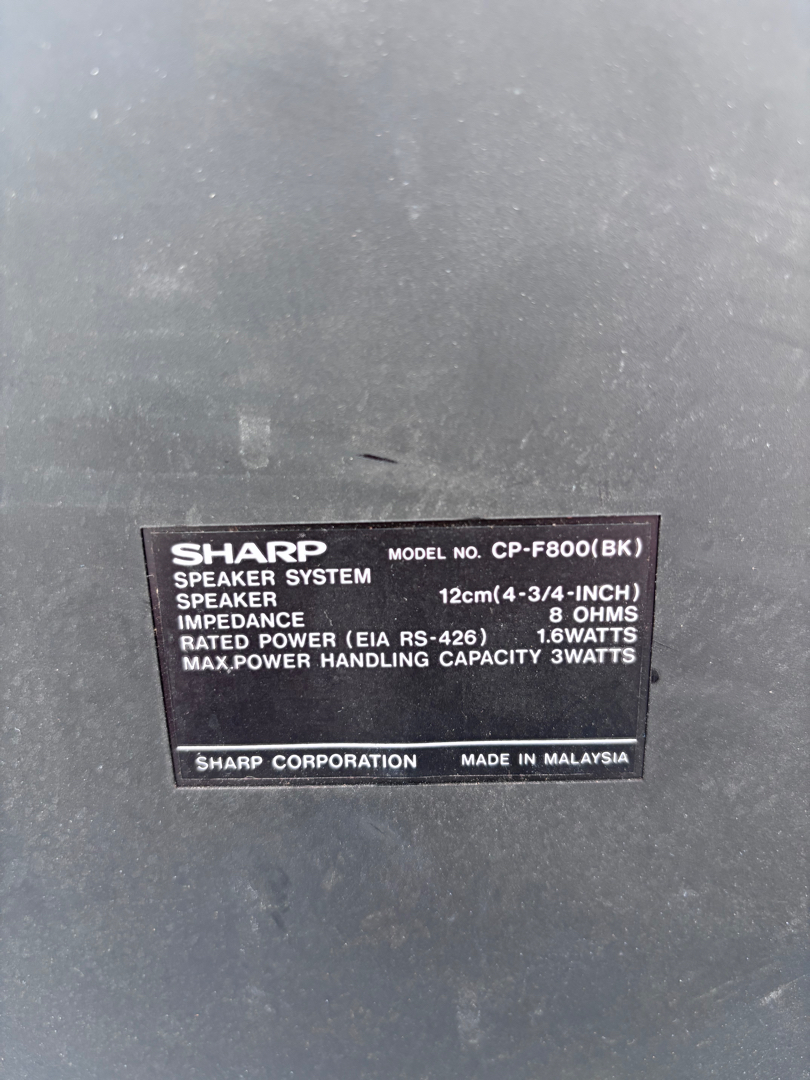 SHARP MODEL NO. CP-F800(BK)
SPEAKER SYSTEM
SPEAKER 12cm(4-3/4-INCH)
IMPEDANCE 8 OHMS
RATED POWER (EIA RS-426) 1.6WATTS
MAX.POWER HANDLING CAPACITY 3WATTS
SHARP CORPORATION MADE IN MALAYSIA